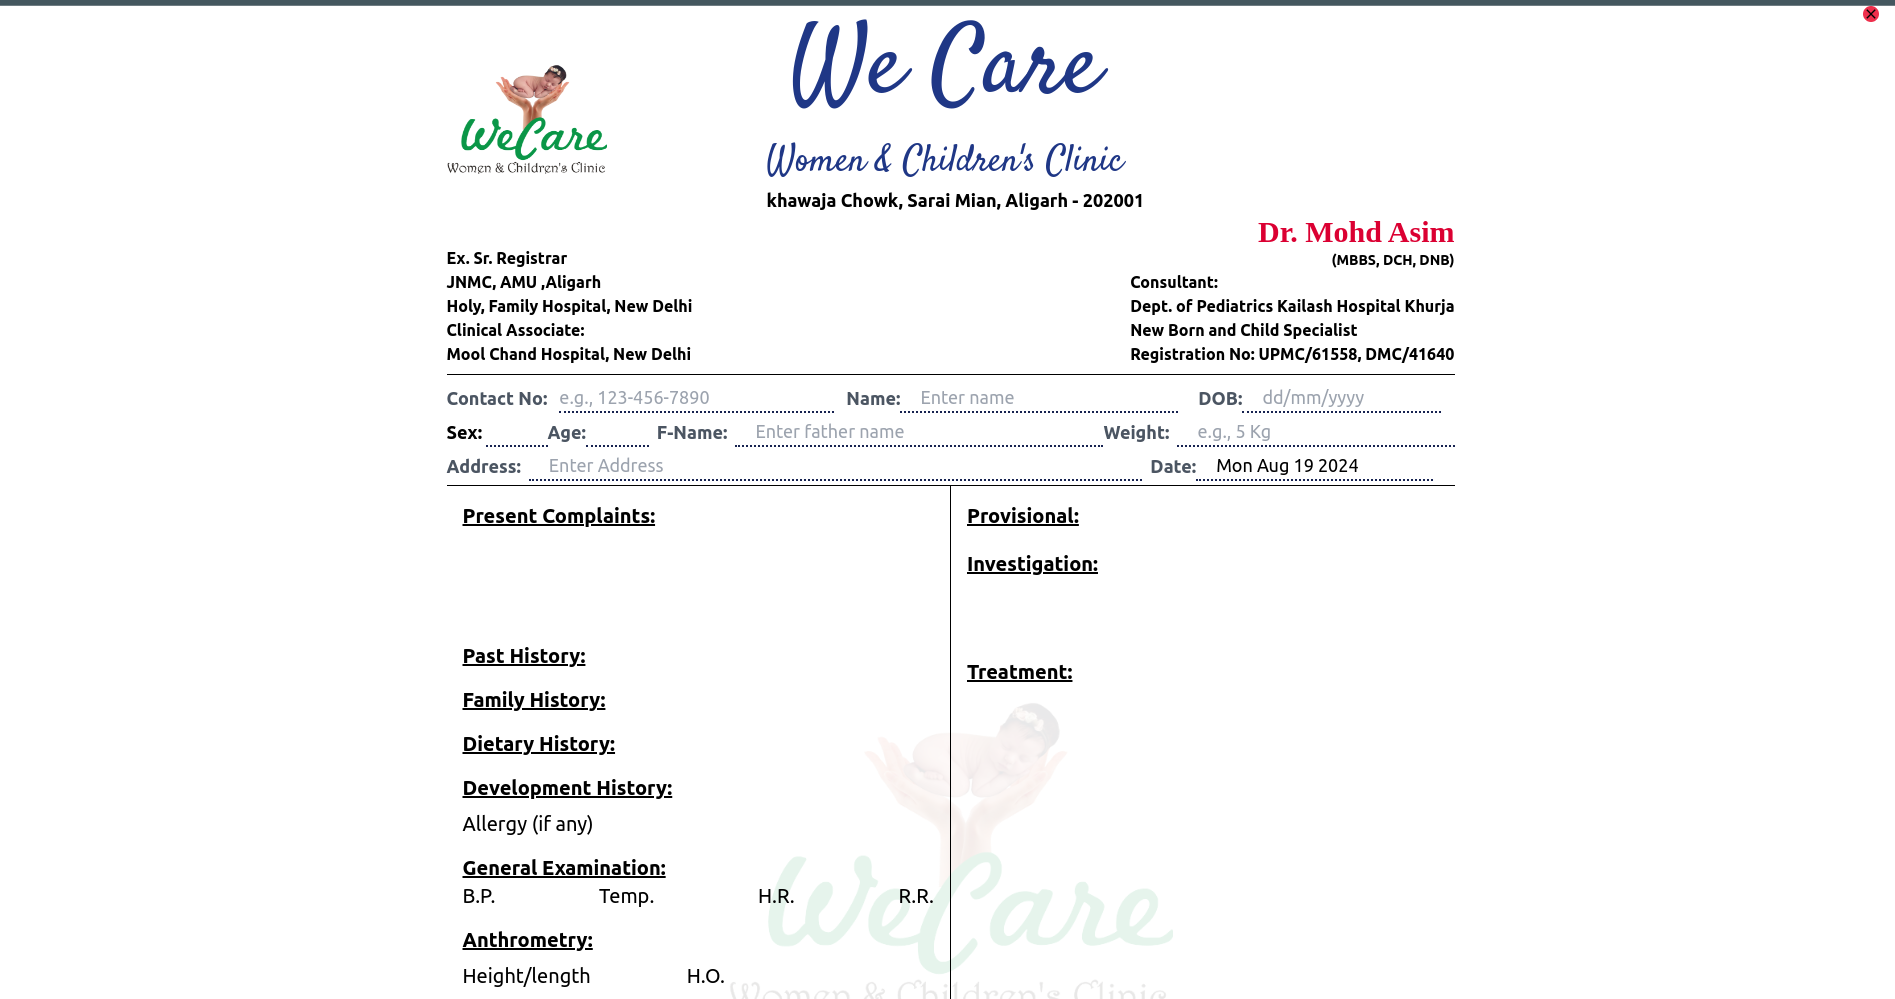 We Care
WeCare
Women & Children's Clinic
Women & Children's Clinic
khawaja Chowk, Sarai Mian, Aligarh - 202001
Dr. Mohd Asim
(MBBS, DCH, DNB)
Ex. Sr. Registrar
JNMC, AMU ,Aligarh
Holy, Family Hospital, New Delhi
Clinical Associate:
Mool Chand Hospital, New Delhi
Consultant:
Dept. of Pediatrics Kailash Hospital Khurja
New Born and Child Specialist
Registration No: UPMC/61558, DMC/41640
Contact No: e.g., 123-456-7890 Name: Enter name DOB: dd/mm/yyyy
Sex: Age: F-Name: Enter father name Weight: e.g., 5 Kg
Address: Enter Address Date: Mon Aug 19 2024
Present Complaints:
Past History:
Family History:
Dietary History:
Development History:
Allergy (if any)
General Examination:
B.P. Temp. H.R. R.R.
Anthrometry:
Height/length H.O.
Provisional:
Investigation:
Treatment:
WeCare
Women & Children's Clinic